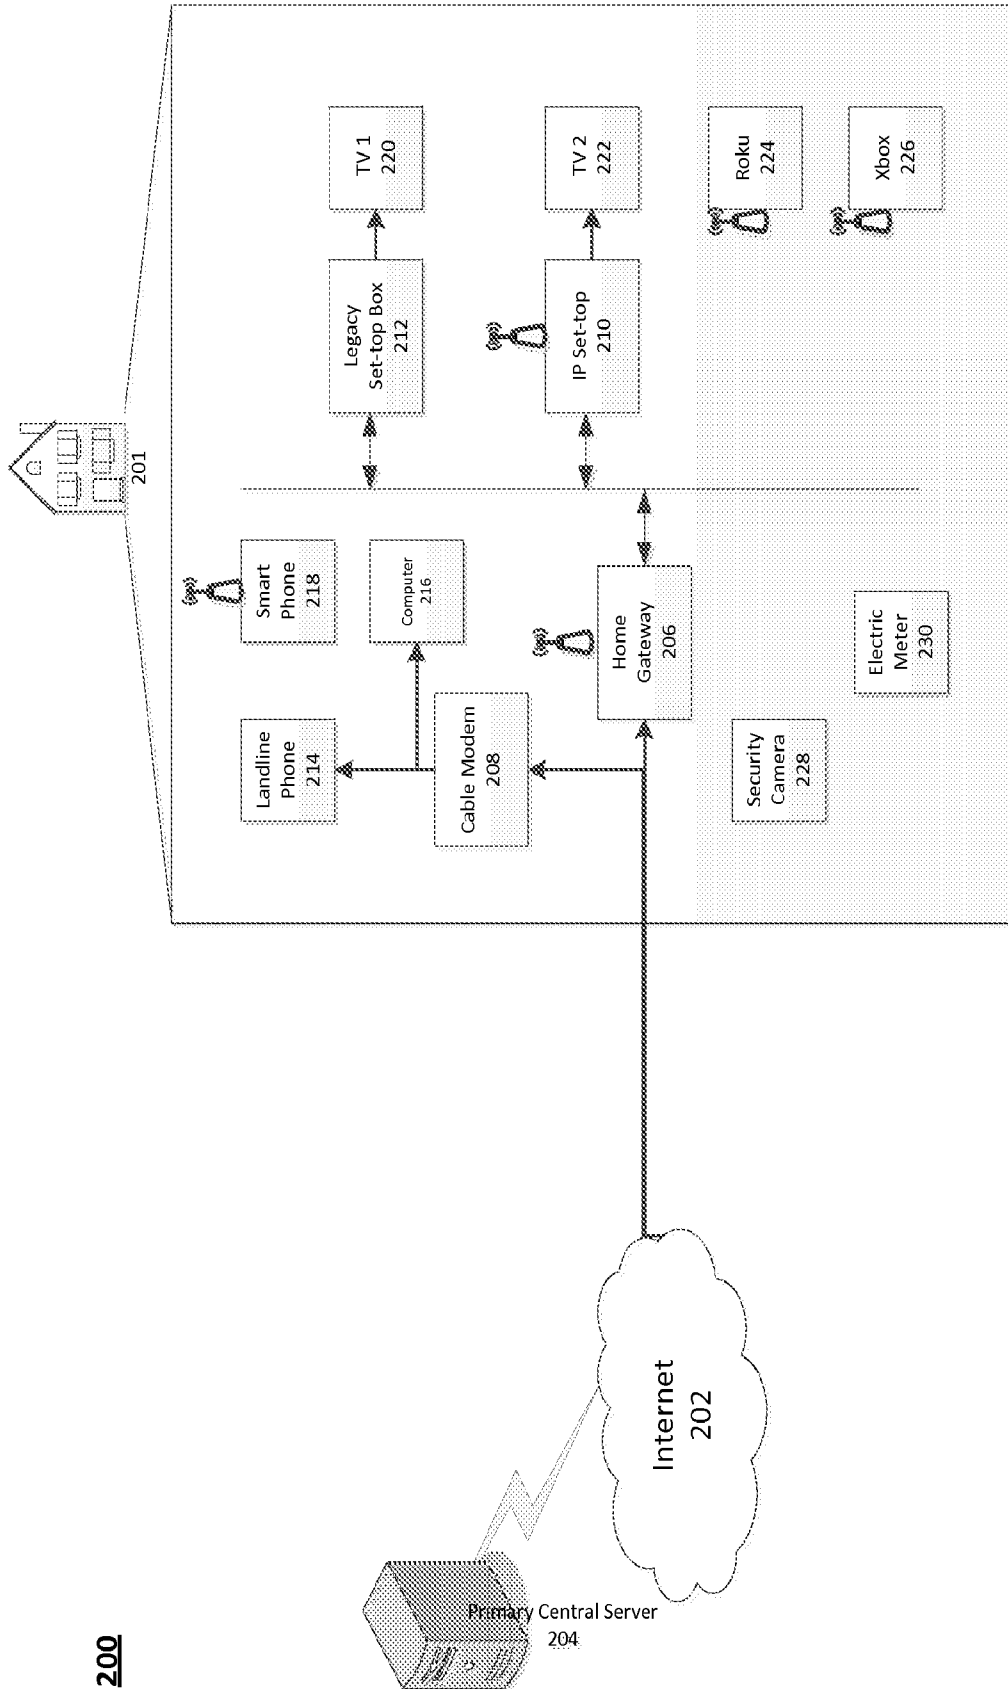 200
201
Smart
Phone
218
Landline
Phone
214
Computer
216
Cable Modem
208
Home
Gateway
206
Legacy
Set-top Box
212
TV 1
220
IP Set-top
210
TV 2
222
Roku
224
Xbox
226
Security
Camera
228
Electric
Meter
230
Internet
202
Primary Central Server
204